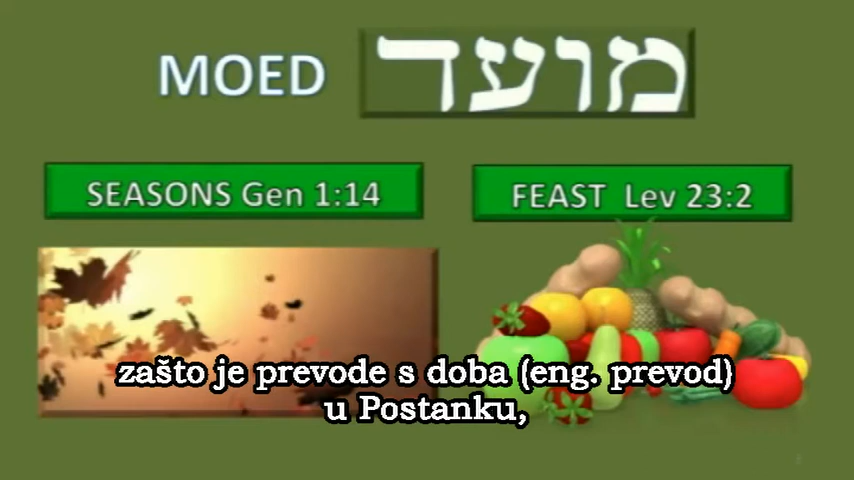 MOED מועד
SEASONS Gen 1:14
FEAST Lev 23:2
zašto je prevode s doba (eng. prevod)
u Postanku,